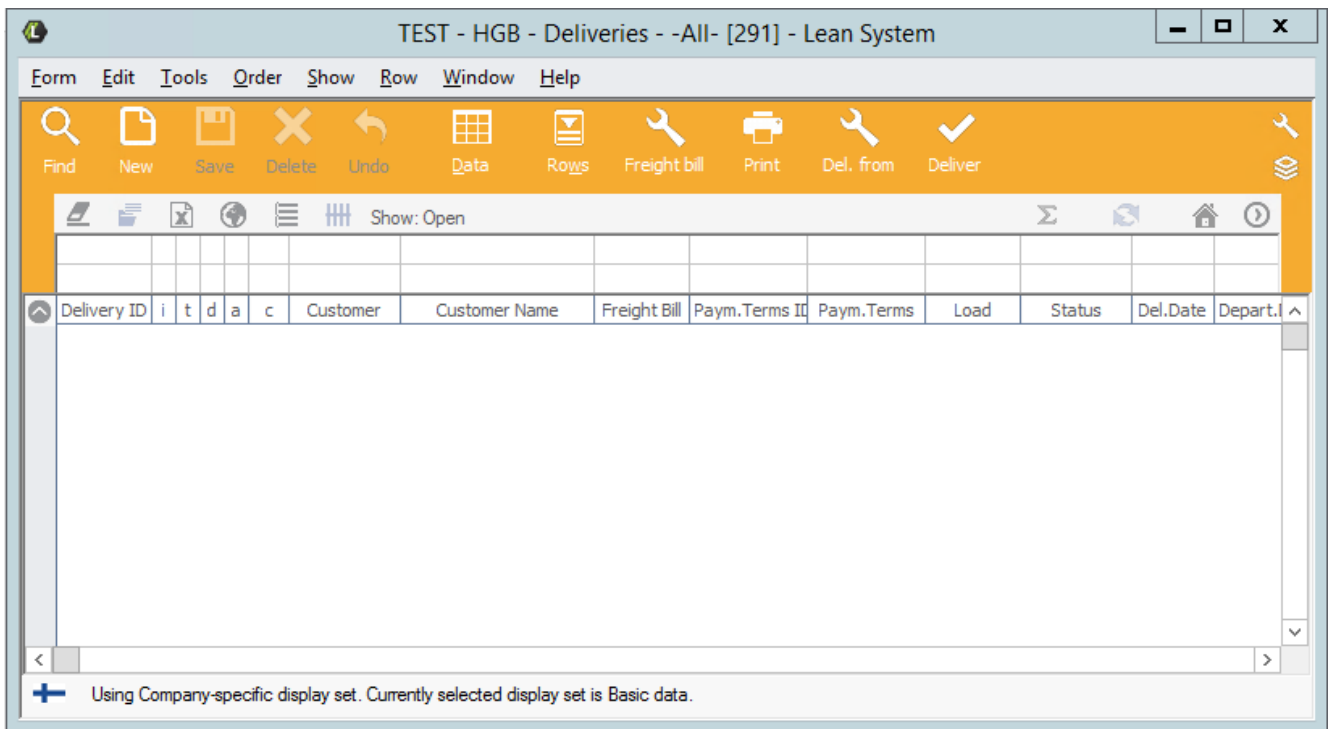 TEST - HGB - Deliveries - -All- [291] - Lean System
Form Edit Tools Order Show Row Window Help
Find New Save Delete Undo Data Rows Freight bill Print Del. from Deliver
Show: Open
Delivery ID i t d a c Customer Customer Name Freight Bill Paym.Terms ID Paym.Terms Load Status Del.Date Depart.
Using Company-specific display set. Currently selected display set is Basic data.